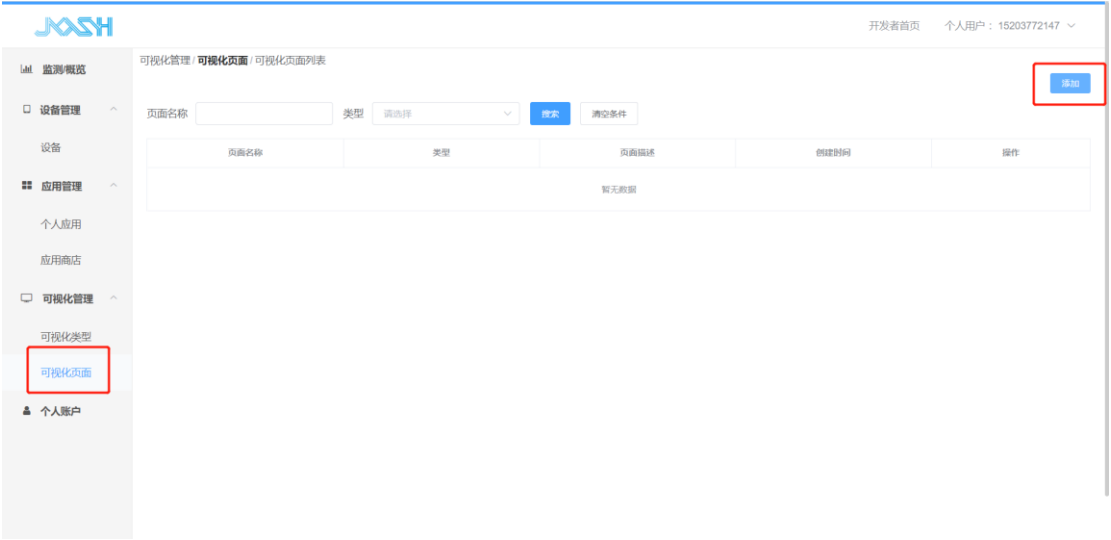 JMASH
开发者首页 个人用户: 15203772147
监测/概览
可视化管理/可视化页面/可视化页面列表
添加
设备管理
页面名称 类型 请选择 搜索 清空条件
设备
页面名称 类型 页面描述 创建时间 操作
应用管理
暂无数据
个人应用
应用商店
可视化管理
可视化类型
可视化页面
个人账户